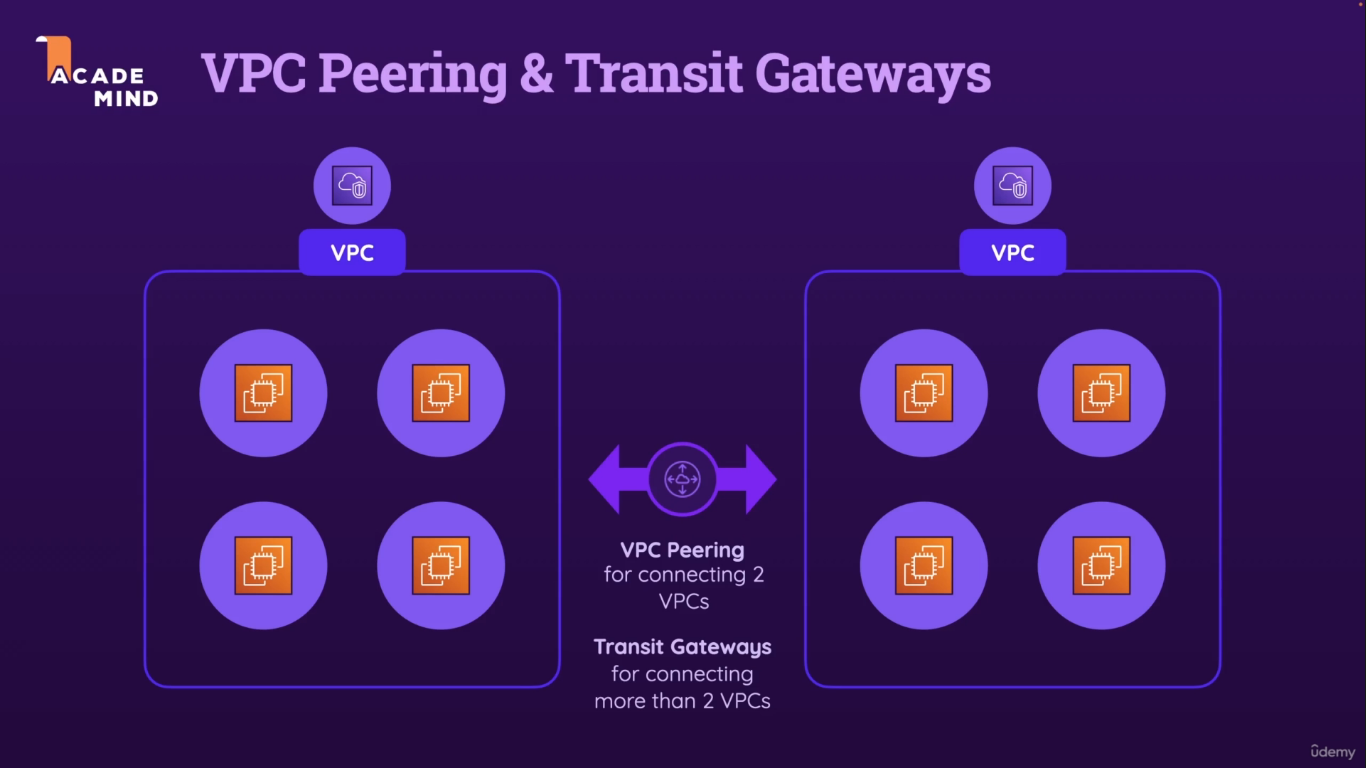 ACADE
MIND
VPC Peering & Transit Gateways
VPC
VPC
VPC Peering
for connecting 2
VPCs
Transit Gateways
for connecting
more than 2 VPCs
ûdemy